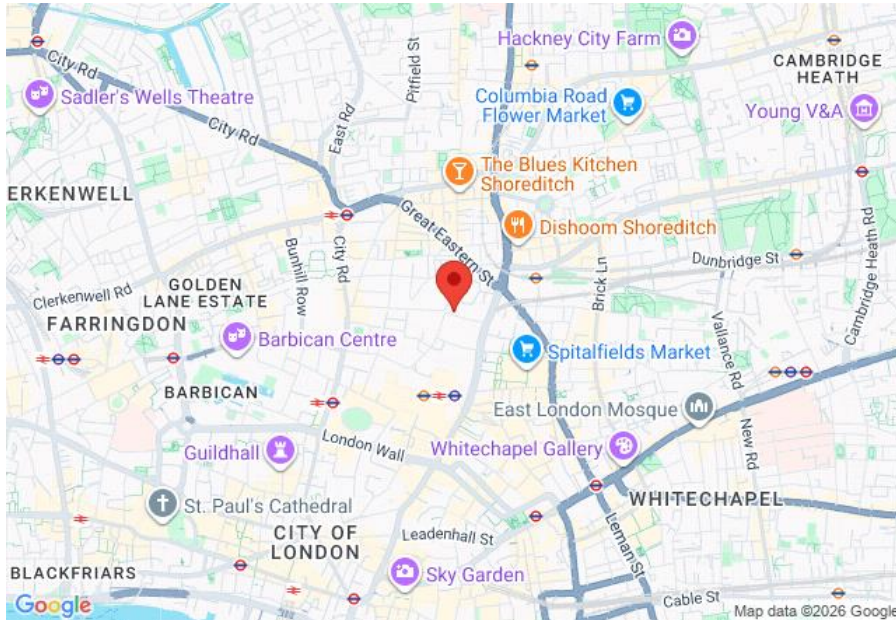 Hackney City Farm
CAMBRIDGE
HEATH
City Rd
Pitfield St
Sadler's Wells Theatre
Columbia Road
Flower Market
Young V&A
East Rd
City Rd
The Blues Kitchen
Shoreditch
ERKENWELL
Great Eastern St
Dishoom Shoreditch
Cambridge Heath Rd
Bunhill Row
City Rd
Dunbridge St
Brick Ln
GOLDEN
LANE ESTATE
Clerkenwell Rd
FARRINGDON
Barbican Centre
Vallance Rd
Spitalfields Market
BARBICAN
East London Mosque
New Rd
Guildhall
London Wall
Whitechapel Gallery
St. Paul's Cathedral
WHITECHAPEL
CITY OF
LONDON
Leadenhall St
Leman St
BLACKFRIARS
Sky Garden
Cable St
Google
Map data ©2026 Google